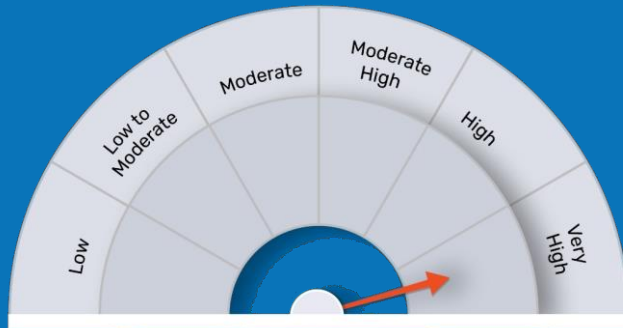 Low
Low to
Moderate
Moderate
Moderate
High
High
Very
High